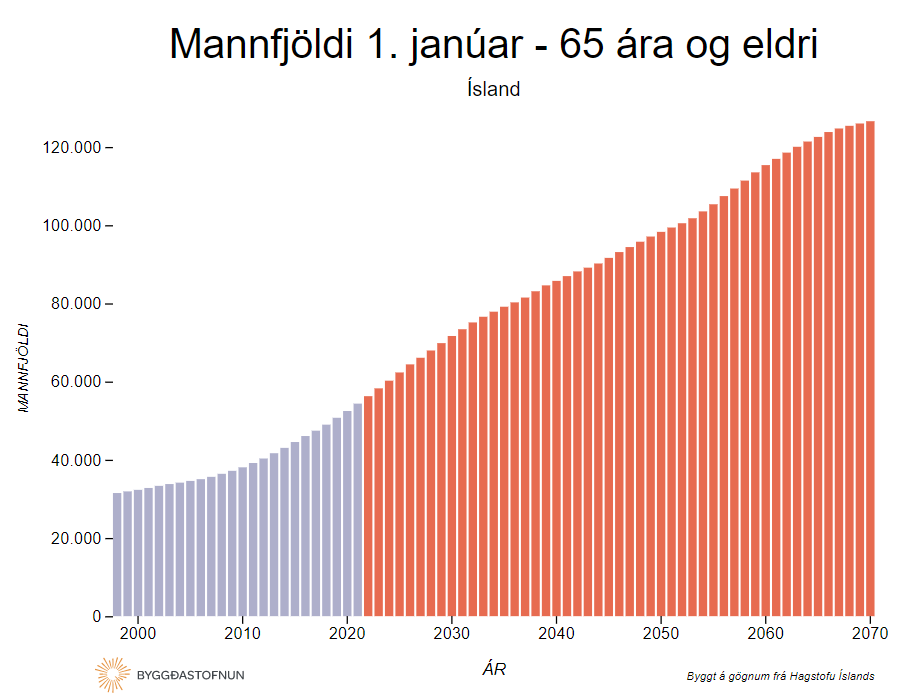 Mannfjöldi 1. janúar - 65 ára og eldri
Ísland
120.000
100.000
80.000
60.000
40.000
20.000
0
MANNFJÖLDI
2000 2010 2020 2030 2040 2050 2060 2070
ÁR
BYGGÐASTOFNUN
Byggt á gögnum frá Hagstofu Íslands